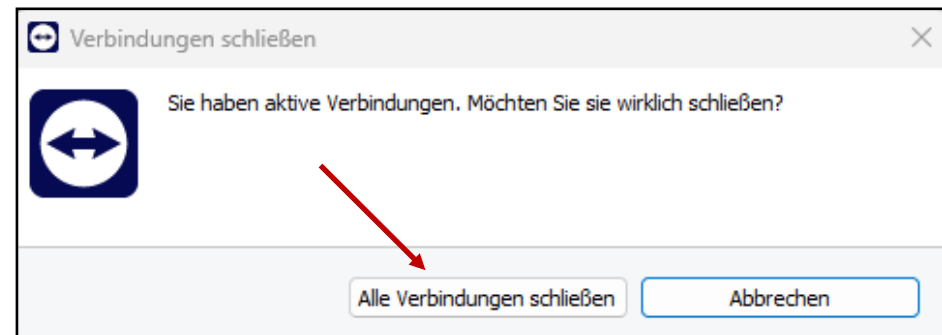 Verbindungen schließen
Sie haben aktive Verbindungen. Möchten Sie sie wirklich schließen?
Alle Verbindungen schließen
Abbrechen